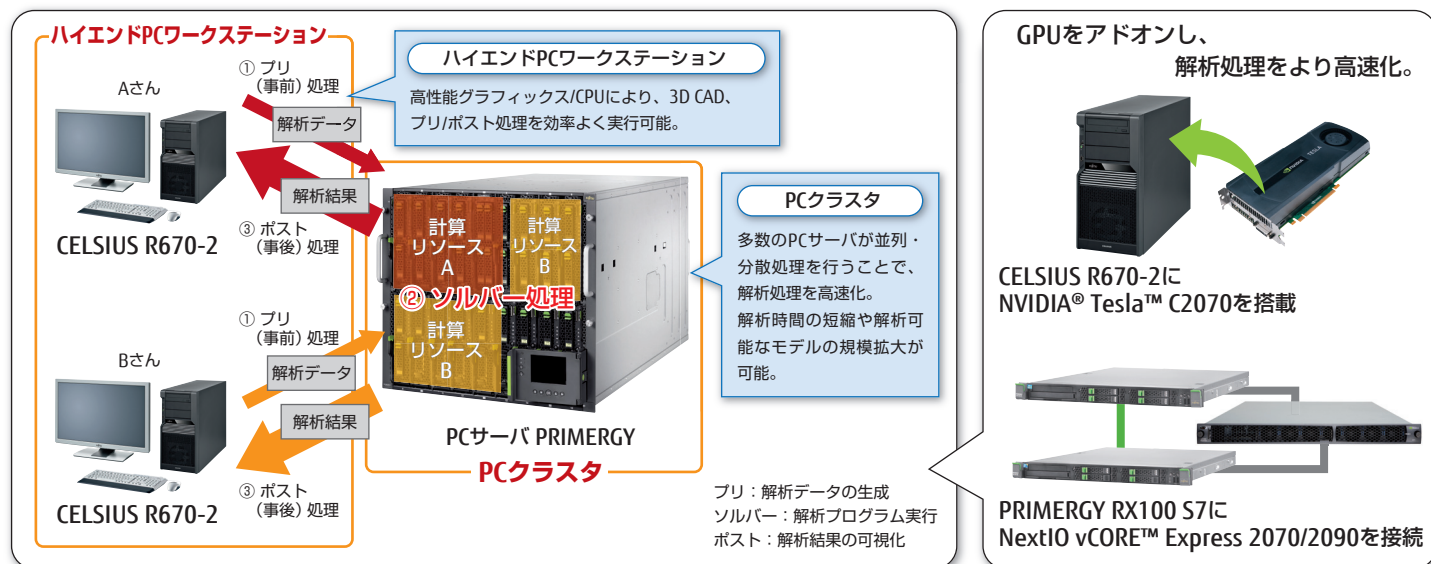 ハイエンドPCワークステーション
Aさん
① プリ
（事前）処理
解析データ
解析結果
③ ポスト
（事後）処理
CELSIUS R670-2
ハイエンドPCワークステーション
高性能グラフィックス/CPUにより、3D CAD、
プリ/ポスト処理を効率よく実行可能。
計算
リソース
A
計算
リソース
B
② ソルバー処理
計算
リソース
B
PCクラスタ
多数のPCサーバが並列・
分散処理を行うことで、
解析処理を高速化。
解析時間の短縮や解析可
能なモデルの規模拡大が
可能。
① プリ
（事前）処理
Bさん
解析データ
解析結果
③ ポスト
（事後）処理
CELSIUS R670-2
PCサーバ PRIMERGY
PCクラスタ
プリ：解析データの生成
ソルバー：解析プログラム実行
ポスト：解析結果の可視化
GPUをアドオンし、
解析処理をより高速化。
TESLA
CELSIUS R670-2に
NVIDIA® Tesla™ C2070を搭載
PRIMERGY RX100 S7に
NextIO vCORE™ Express 2070/2090を接続